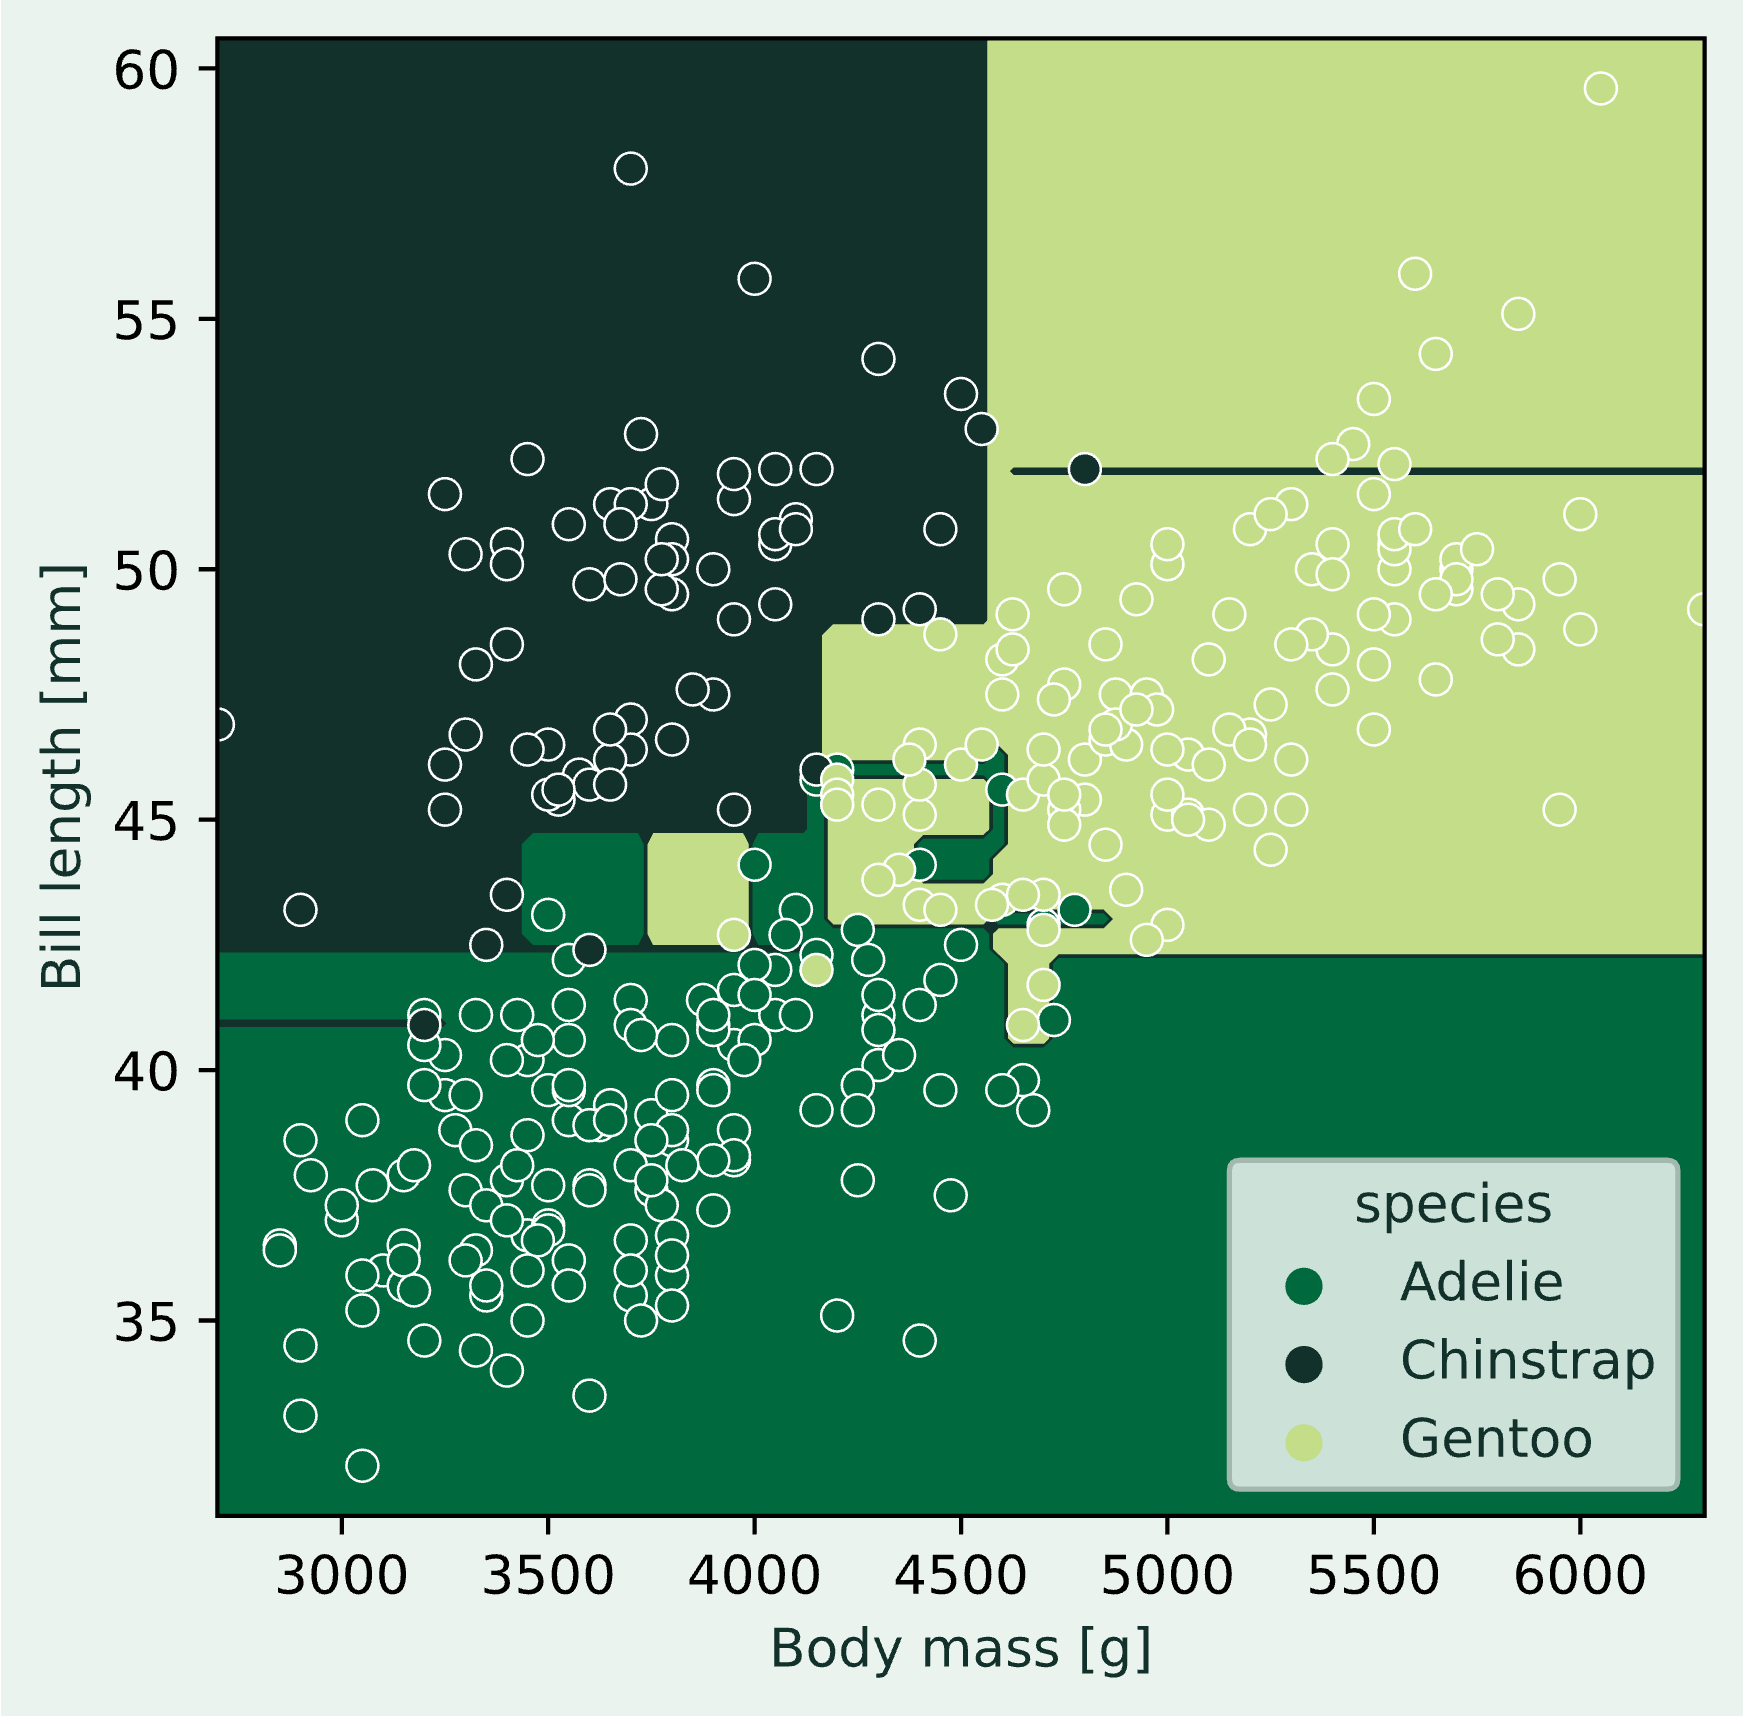 60
55
50
45
40
35
Bill length [mm]
species
Adelie
Chinstrap
Gentoo
3000 3500 4000 4500 5000 5500 6000
Body mass [g]